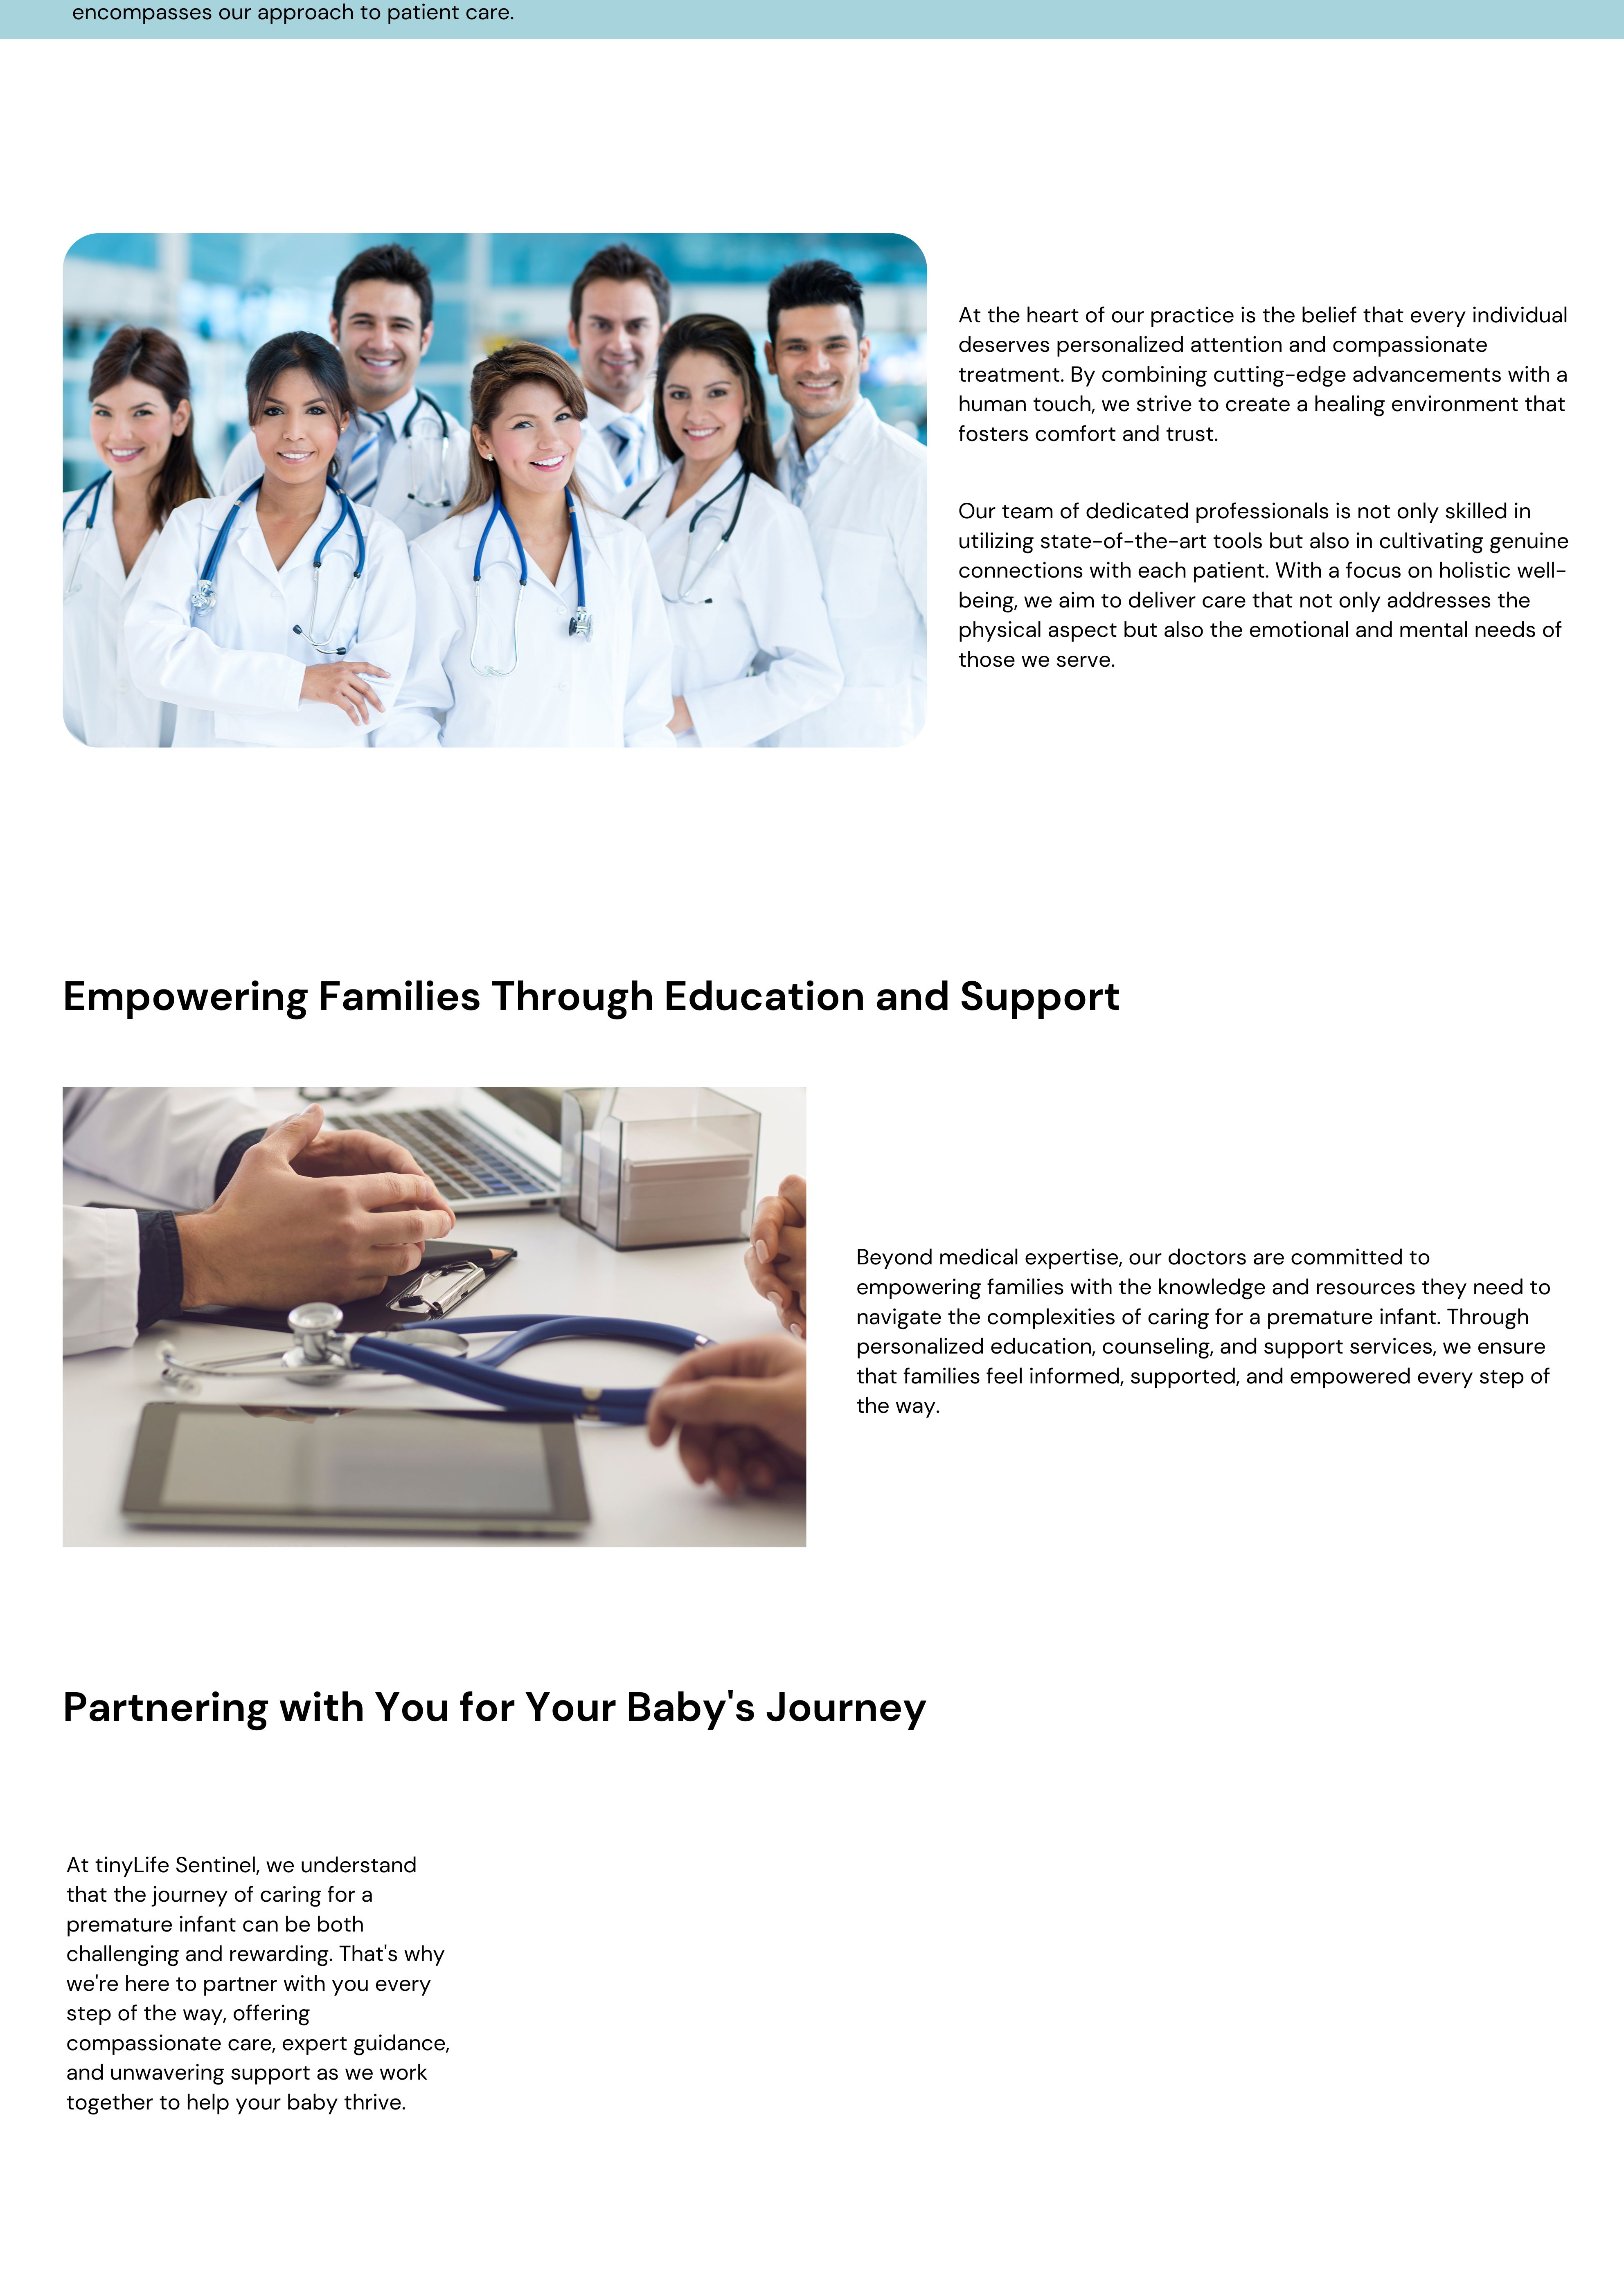 encompasses our approach to patient care.
At the heart of our practice is the belief that every individual
deserves personalized attention and compassionate
treatment. By combining cutting-edge advancements with a
human touch, we strive to create a healing environment that
fosters comfort and trust.
Our team of dedicated professionals is not only skilled in
utilizing state-of-the-art tools but also in cultivating genuine
connections with each patient. With a focus on holistic well-
being, we aim to deliver care that not only addresses the
physical aspect but also the emotional and mental needs of
those we serve.
Empowering Families Through Education and Support
Beyond medical expertise, our doctors are committed to
empowering families with the knowledge and resources they need to
navigate the complexities of caring for a premature infant. Through
personalized education, counseling, and support services, we ensure
that families feel informed, supported, and empowered every step of
the way.
Partnering with You for Your Baby's Journey
At tinyLife Sentinel, we understand
that the journey of caring for a
premature infant can be both
challenging and rewarding. That's why
we're here to partner with you every
step of the way, offering
compassionate care, expert guidance,
and unwavering support as we work
together to help your baby thrive.